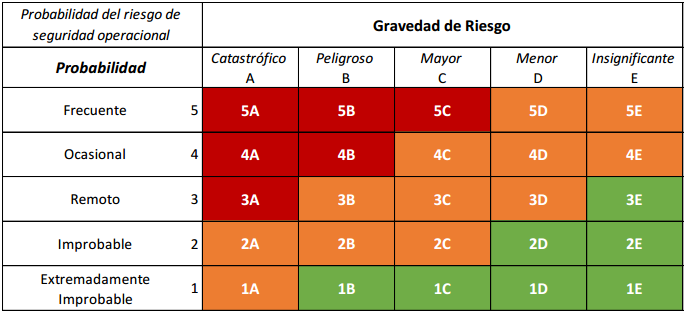 Probabilidad del riesgo de
seguridad operacional
Gravedad de Riesgo
Probabilidad
Catastrófico
A
Peligroso
B
Mayor
C
Menor
D
Insignificante
E
Frecuente 5 5A 5B 5C 5D 5E
Ocasional 4 4A 4B 4C 4D 4E
Remoto 3 3A 3B 3C 3D 3E
Improbable 2 2A 2B 2C 2D 2E
Extremadamente
Improbable 1 1A 1B 1C 1D 1E